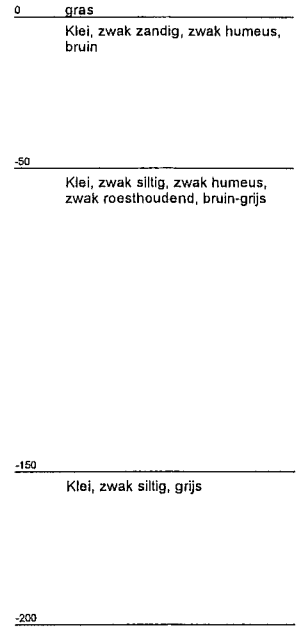 0 gras
Klei, zwak zandig, zwak humeus,
bruin
-50
Klei, zwak siltig, zwak humeus,
zwak roesthoudend, bruin-grijs
-150
Klei, zwak siltig, grijs
-200